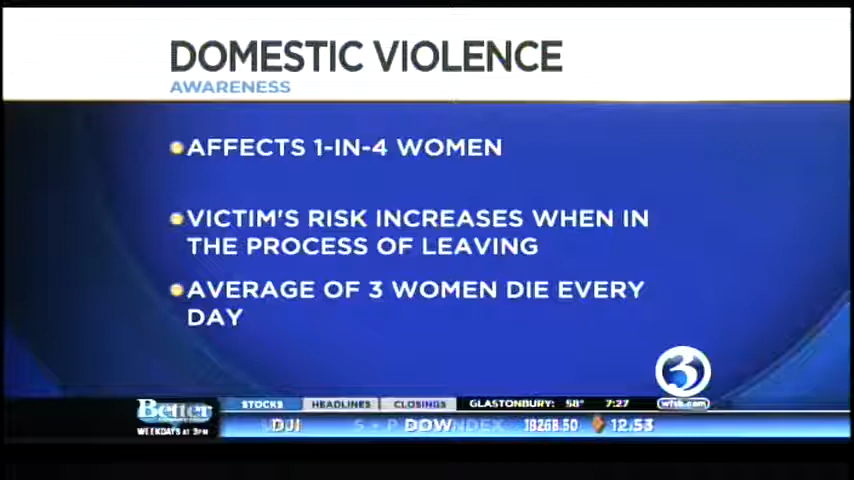 DOMESTIC VIOLENCE
AWARENESS
AFFECTS 1-IN-4 WOMEN
VICTIM'S RISK INCREASES WHEN IN
THE PROCESS OF LEAVING
AVERAGE OF 3 WOMEN DIE EVERY
DAY
3
wfsb.com
Better
WEEKDAYS AT 3PM
STOCKS HEADLINES CLOSINGS GLASTONBURY: 58° 7:27
DJI DOW 18268.50 12.53